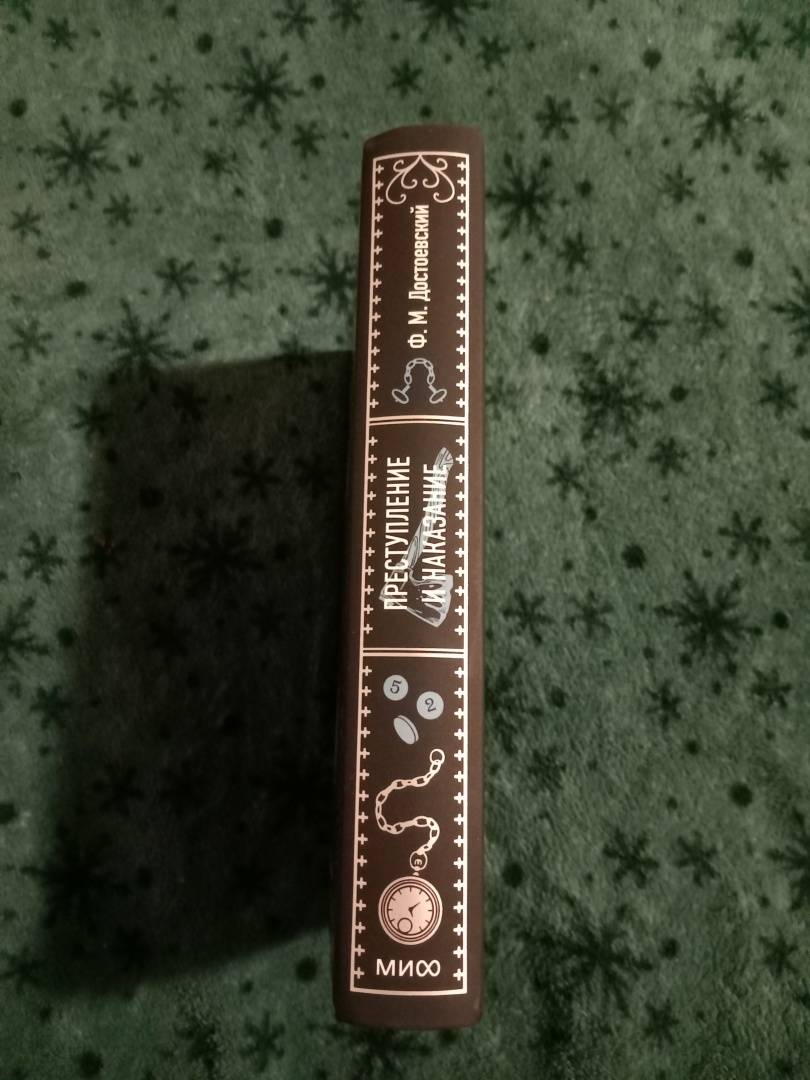 Ф. М. Достоевский
ПРЕСТУПЛЕНИЕ
И НАКАЗАНИЕ
5
2
МИФ